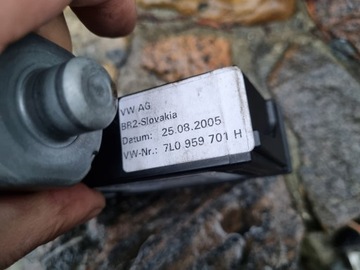 VW AG
BR2-Slovakia
Datum: 25.08.2005
VW-Nr.: 7L0 959 701 H